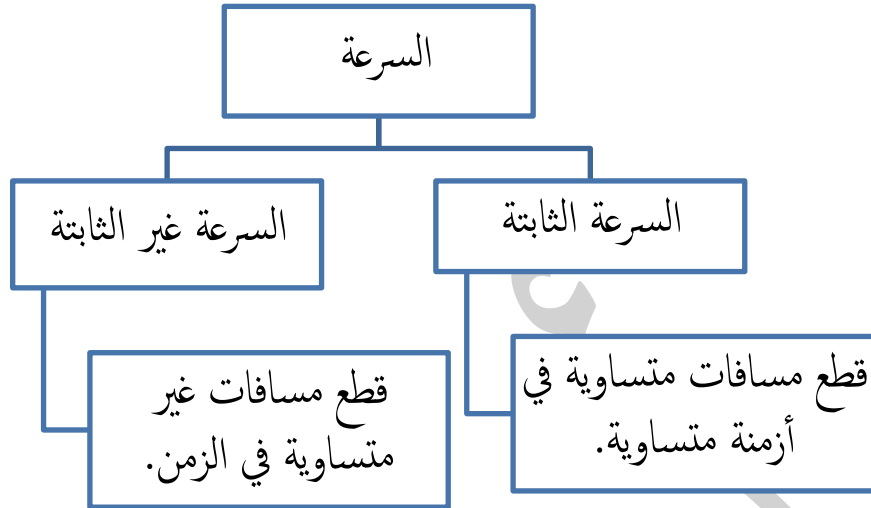 السرعة
السرعة الثابتة
السرعة غير الثابتة
قطع مسافات متساوية في
أزمنة متساوية.
قطع مسافات غير
متساوية في الزمن.